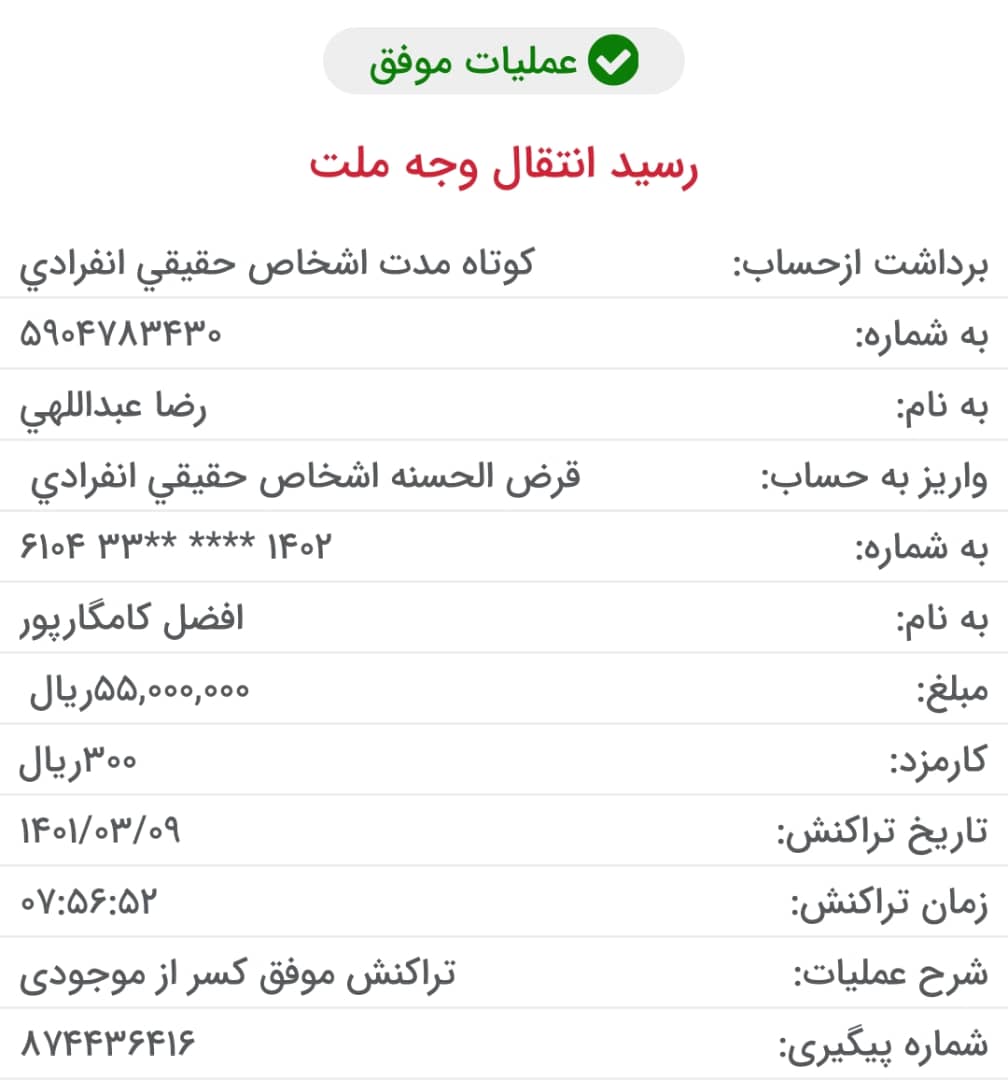 عملیات موفق
رسید انتقال وجه ملت
برداشت ازحساب: کوتاه مدت اشخاص حقيقي انفرادي
به شماره: ۵۹۰۴۷۸۳۴۳۰
به نام: رضا عبداللهي
واریز به حساب: قرض الحسنه اشخاص حقيقي انفرادي
به شماره: ۶۱۰۴ ۳۳** **** ۱۴۰۲
به نام: افضل کامگارپور
مبلغ: ۵۵,۰۰۰,۰۰۰ریال
کارمزد: ۳۰۰ریال
تاریخ تراکنش: ۱۴۰۱/۰۳/۰۹
زمان تراکنش: ۰۷:۵۶:۵۲
شرح عملیات: تراکنش موفق کسر از موجودی
شماره پیگیری: ۸۷۴۴۳۶۴۱۶